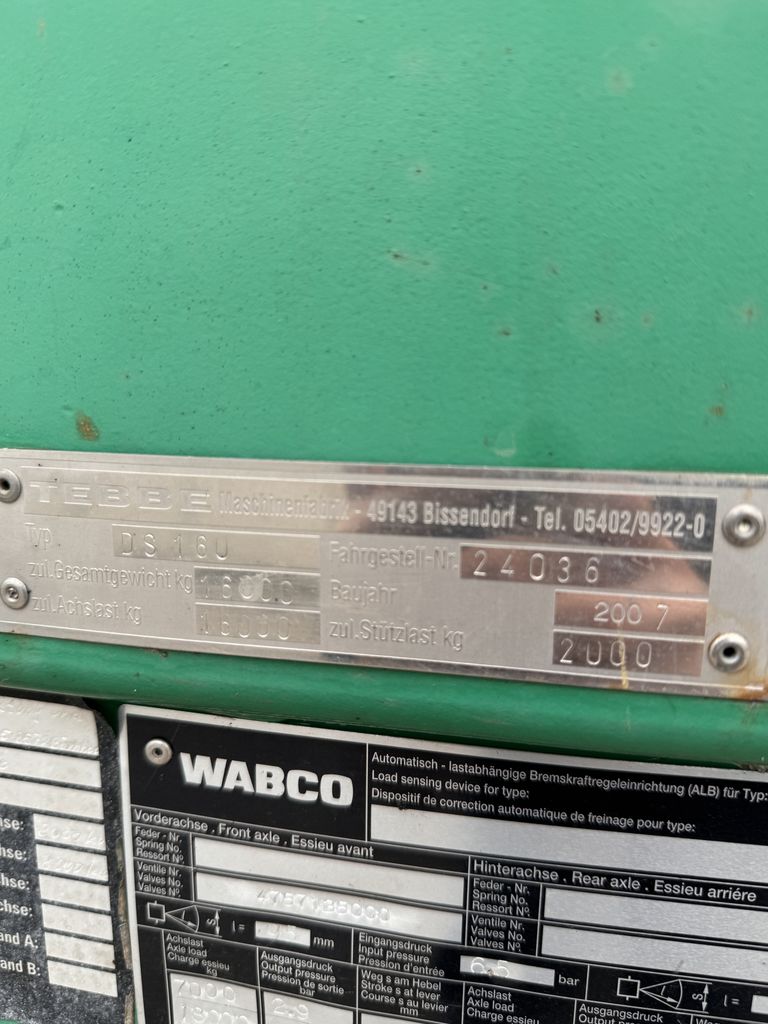 TEBBE Maschinenfabrik - 49143 Bissendorf - Tel. 05402/9922-0
Typ DS 160
Fahrgestell-Nr. 24036
zul.Gesamtgewicht kg 16000
Baujahr 2007
zul.Achslast kg 16000
zul.Stützlast kg 2000
WABCO
Automatisch - lastabhängige Bremskraftregeleinrichtung (ALB) für Typ:
Load sensing device for type:
Dispositif de correction automatique de freinage pour type:
Vorderachse . Front axle . Essieu avant
Feder - Nr.
Spring No.
Ressort Nº
Ventile Nr.
Valves No.
Valves Nº.
l = mm
Eingangsdruck
Input pressure
Pression d'entrée
6.5 bar
Achslast
Axle load
Charge essieu
kg
Ausgangsdruck
Output pressure
Pression de sortie
bar
Weg s am Hebel
Stroke s at lever
Course s au levier
mm
7000
2.9
Hinterachse . Rear axle . Essieu arriére
Feder - Nr.
Spring No.
Ressort Nº
Ventile Nr.
Valves No.
Valves Nº
l =
Achslast
Axle load
Charge essieu
Ausgangsdruck
Output pressure
and A:
and B: